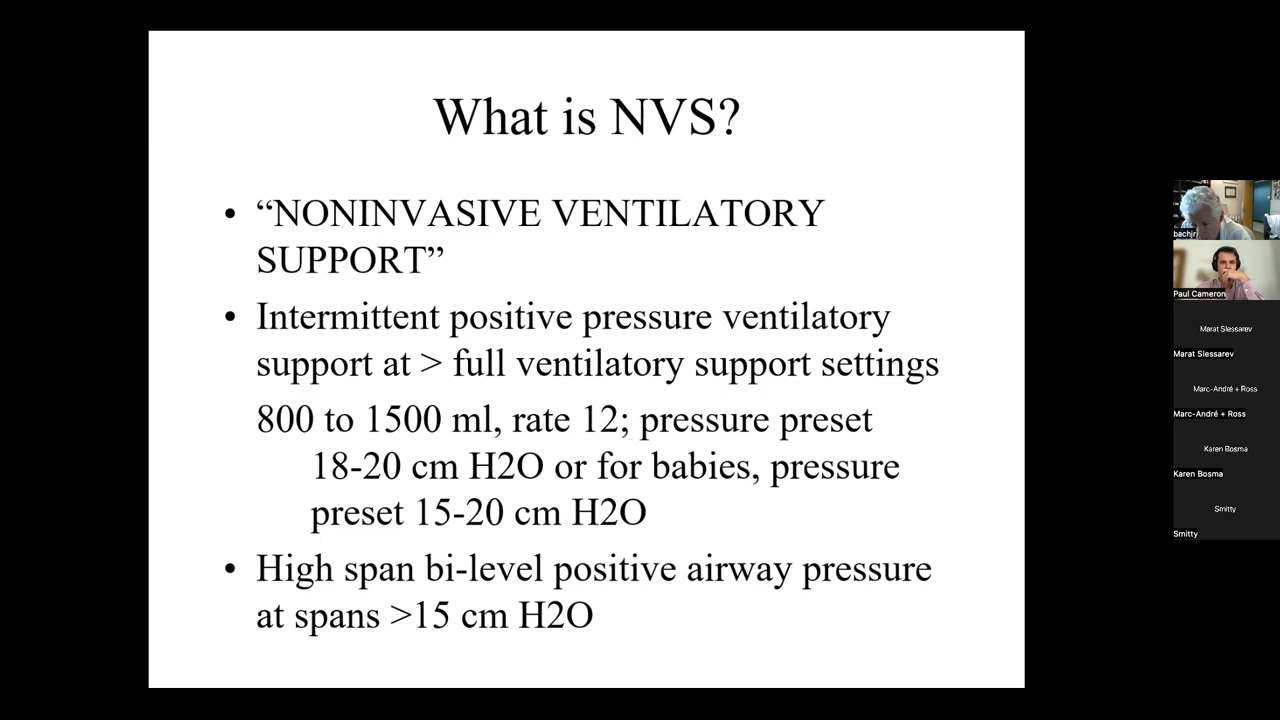 What is NVS?
• “NONINVASIVE VENTILATORY
SUPPORT”
• Intermittent positive pressure ventilatory
support at > full ventilatory support settings
800 to 1500 ml, rate 12; pressure preset
18-20 cm H2O or for babies, pressure
preset 15-20 cm H2O
• High span bi-level positive airway pressure
at spans >15 cm H2O
bachjr
Paul Cameron
Marat Slessarev
Marat Slessarev
Marc-André + Ross
Marc-André + Ross
Karen Bosma
Karen Bosma
Smitty
Smitty